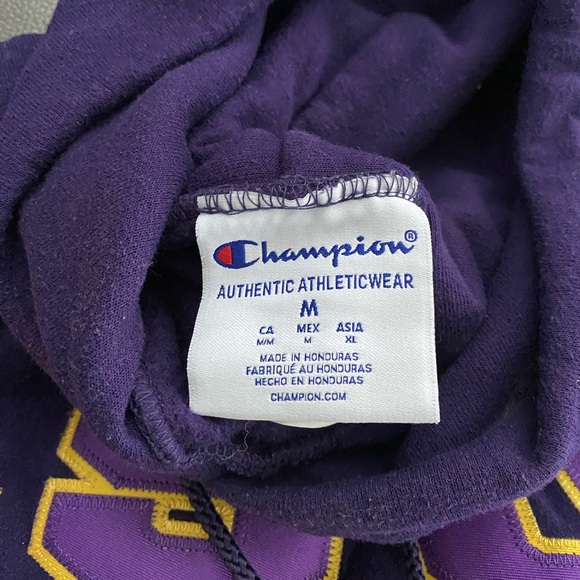 Champion®
AUTHENTIC ATHLETICWEAR
M
CA MEX ASIA
M/M M XL
MADE IN HONDURAS
FABRIQUÉ AU HONDURAS
HECHO EN HONDURAS
CHAMPION.COM